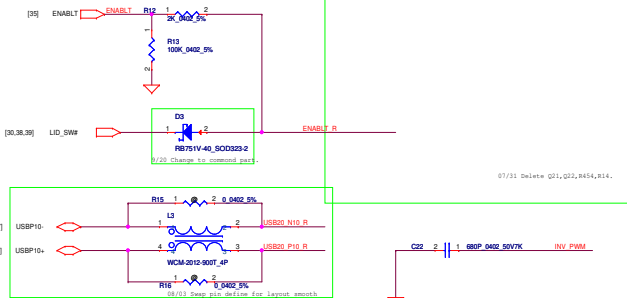 [35] ENABLT ENABLT R12 1 2
2K_0402_5%
1
R13
100K_0402_5%
2
D3
[30,38,39] LID_SW# 1 2 ENABLT_R
RB751V-40_SOD323-2
9/20 Change to commond part.
07/31 Delete Q21,Q22,R454,R14.
R15 1 @ 2 0_0402_5%
L3
] USBP10- 1 2 USB20_N10_R
] USBP10+ 4 3 USB20_P10_R
WCM-2012-900T_4P
R16 1 @ 2 0_0402_5%
08/03 Swap pin define for layout smooth
C22 2 1 680P_0402_50V7K INV_PWM